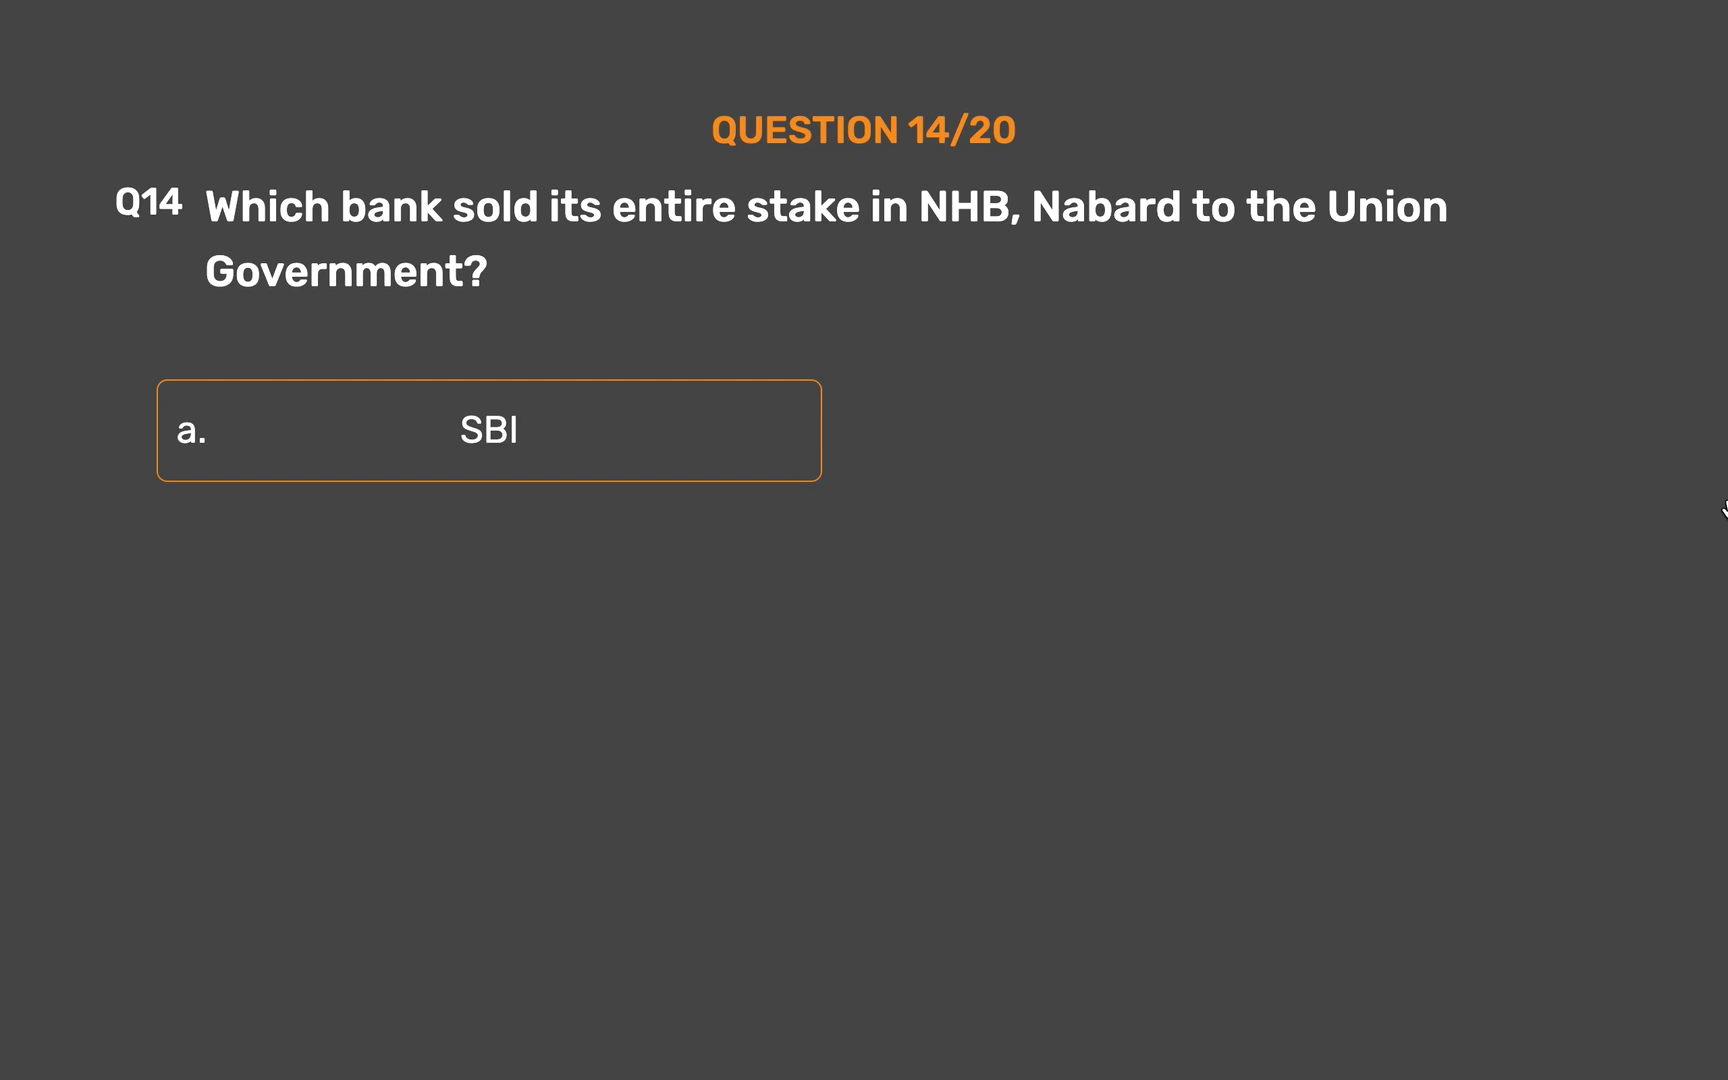 QUESTION 14/20
Q14 Which bank sold its entire stake in NHB, Nabard to the Union
Government?
a. SBI